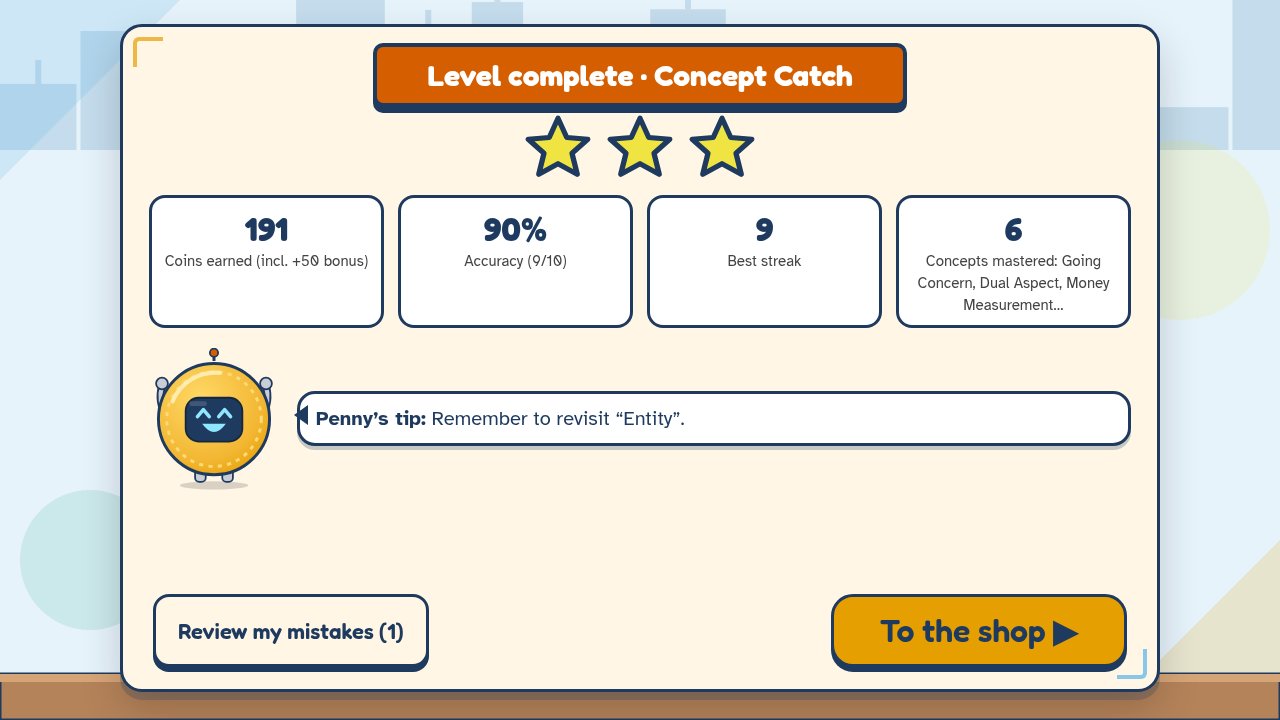 Level complete · Concept Catch
191
Coins earned (incl. +50 bonus)
90%
Accuracy (9/10)
9
Best streak
6
Concepts mastered: Going
Concern, Dual Aspect, Money
Measurement...
Penny’s tip: Remember to revisit “Entity”.
Review my mistakes (1)
To the shop ▶